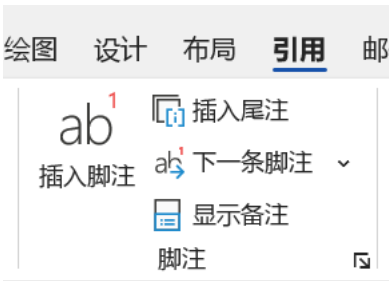 绘图 设计 布局 引用 邮
ab1
插入脚注
插入尾注
ab1 下一条脚注
显示备注
脚注